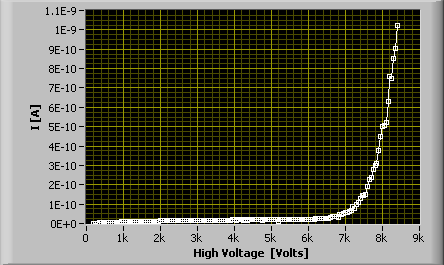 1.1E-9
1E-9
9E-10
8E-10
7E-10
6E-10
5E-10
4E-10
3E-10
2E-10
1E-10
0E+0
I [A]
0 1k 2k 3k 4k 5k 6k 7k 8k 9k
High Voltage [Volts]